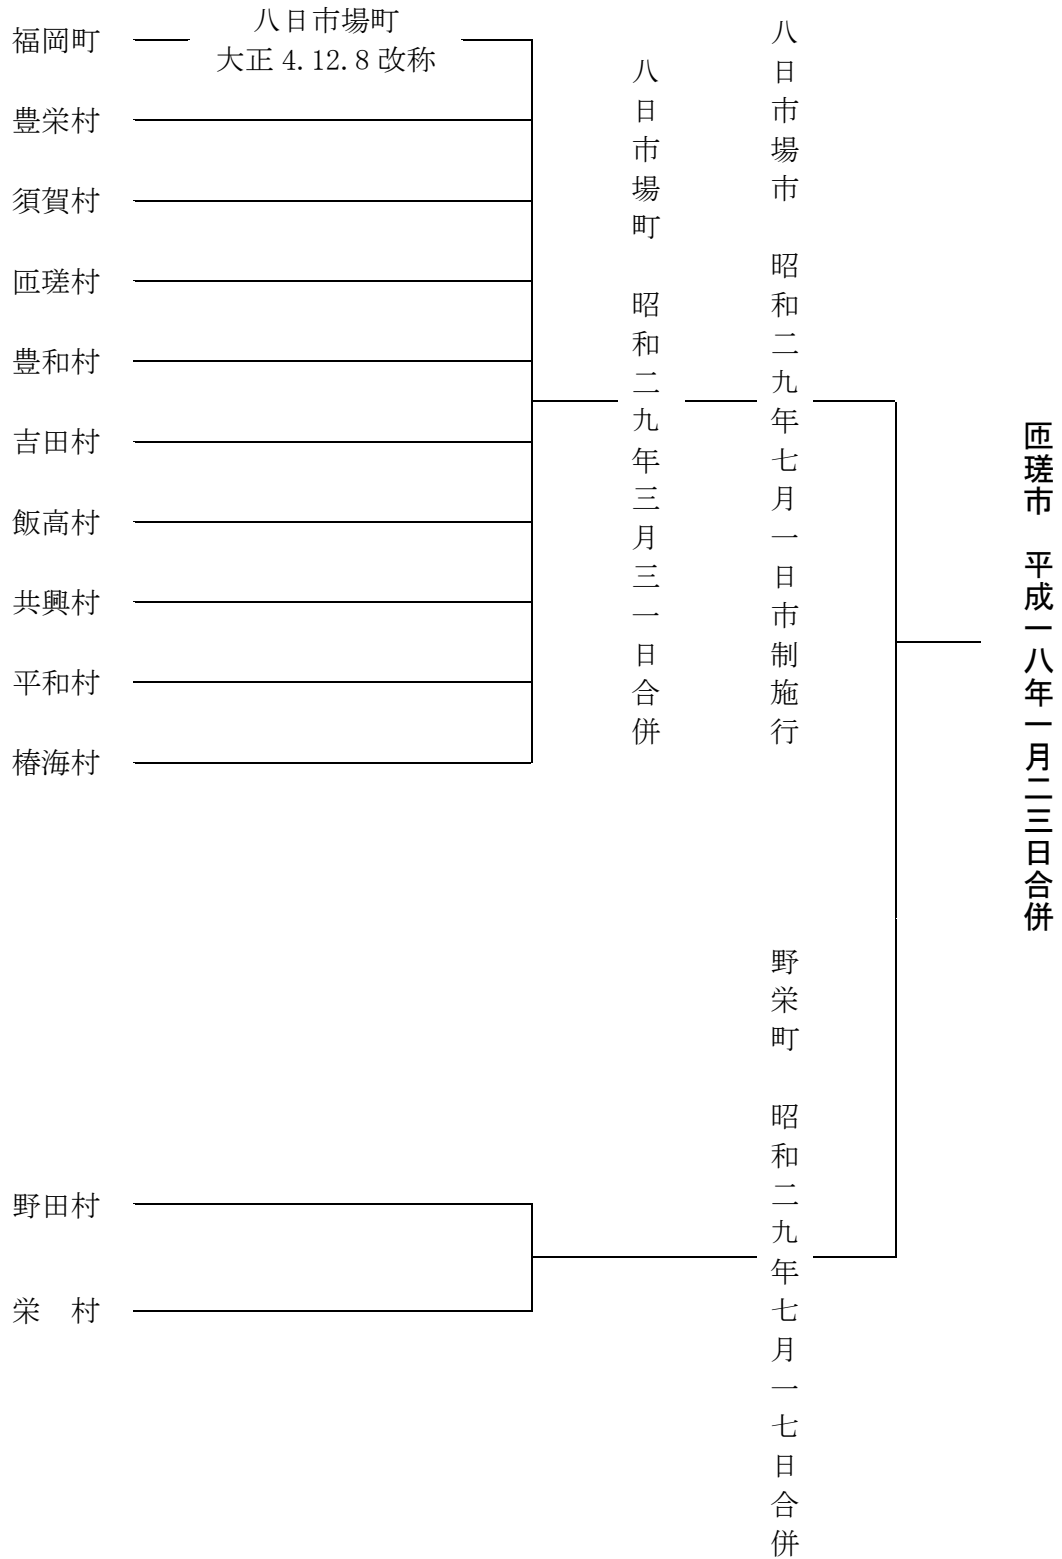 福岡町
八日市場町
大正 4.12.8 改称
豊栄村
須賀村
匝瑳村
豊和村
吉田村
飯高村
共興村
平和村
椿海村
野田村
栄　村
八日市場町　昭和二九年三月三一日合併
八日市場市　昭和二九年七月一日市制施行
野栄町　昭和二九年七月一七日合併
匝瑳市　平成一八年一月二三日合併